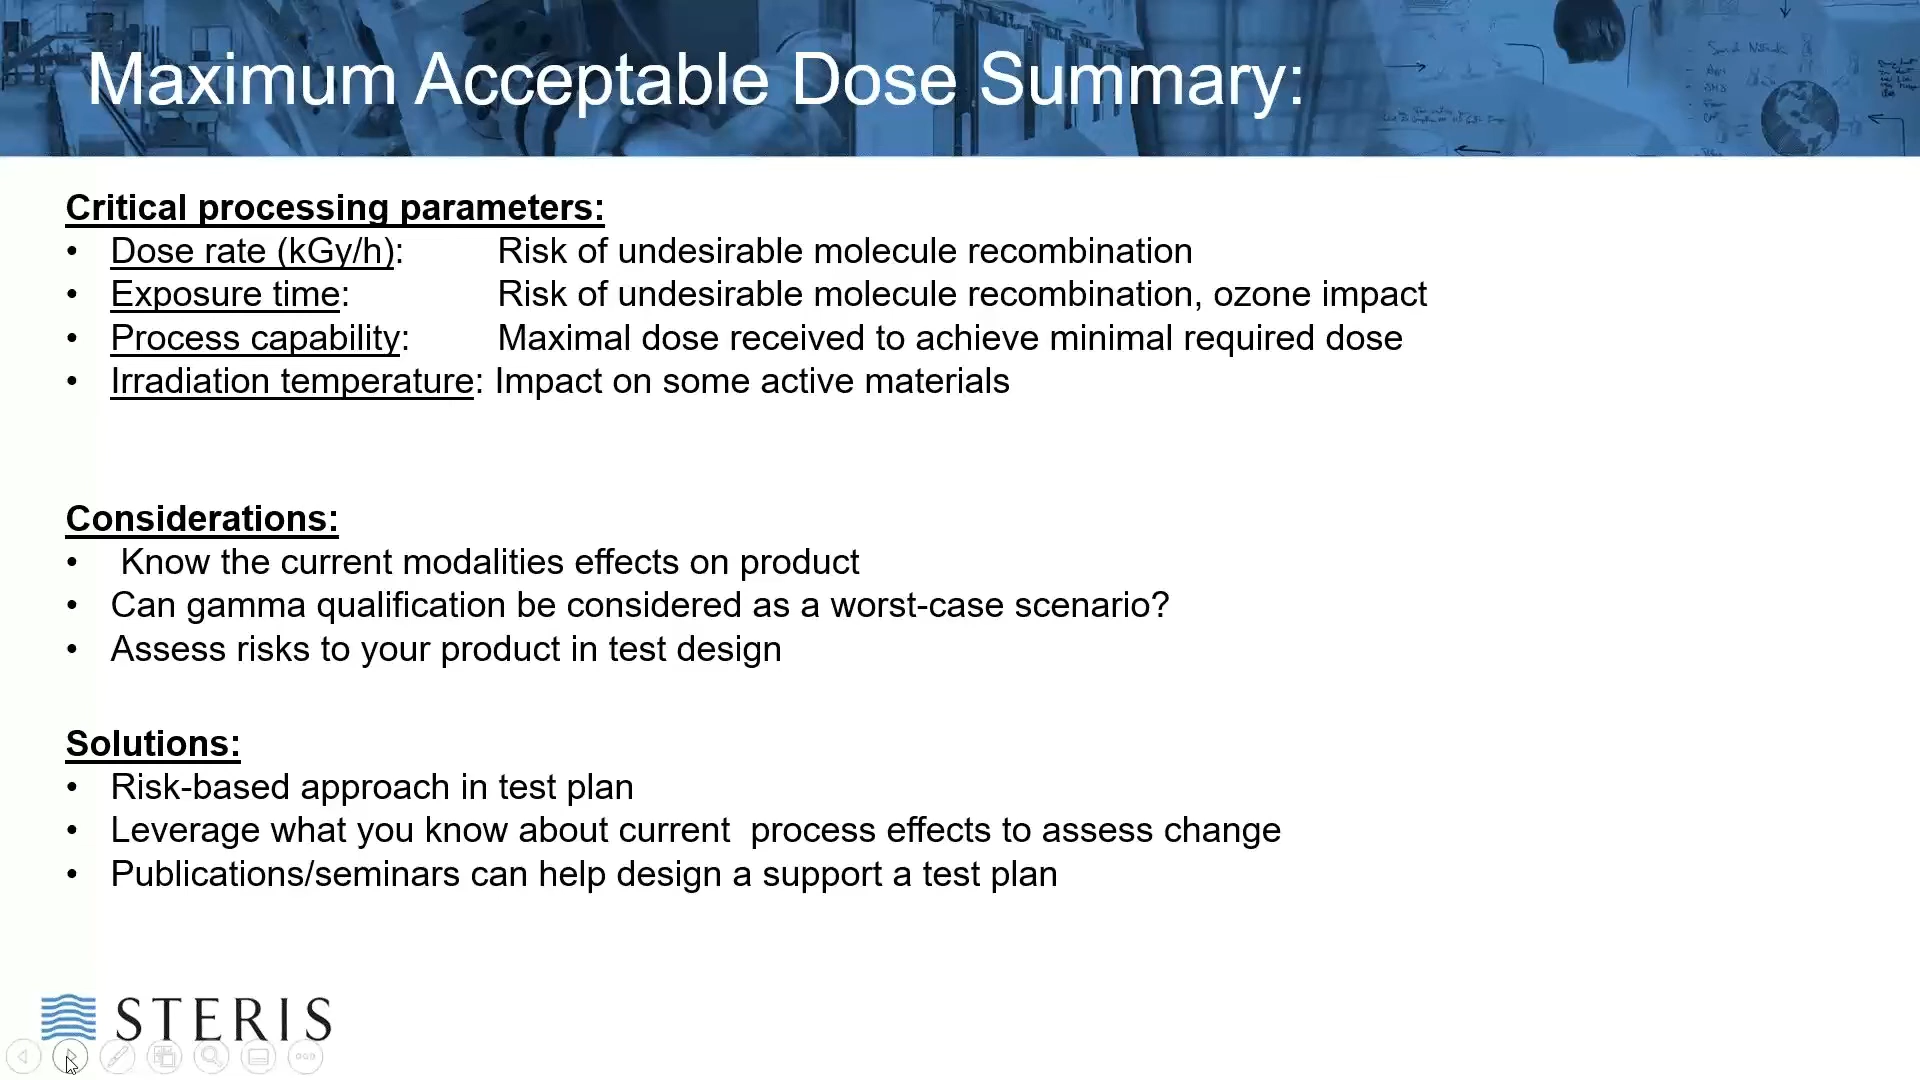 Maximum Acceptable Dose Summary:
Critical processing parameters:
• Dose rate (kGy/h): Risk of undesirable molecule recombination
• Exposure time: Risk of undesirable molecule recombination, ozone impact
• Process capability: Maximal dose received to achieve minimal required dose
• Irradiation temperature: Impact on some active materials
Considerations:
• Know the current modalities effects on product
• Can gamma qualification be considered as a worst-case scenario?
• Assess risks to your product in test design
Solutions:
• Risk-based approach in test plan
• Leverage what you know about current process effects to assess change
• Publications/seminars can help design a support a test plan
STERIS